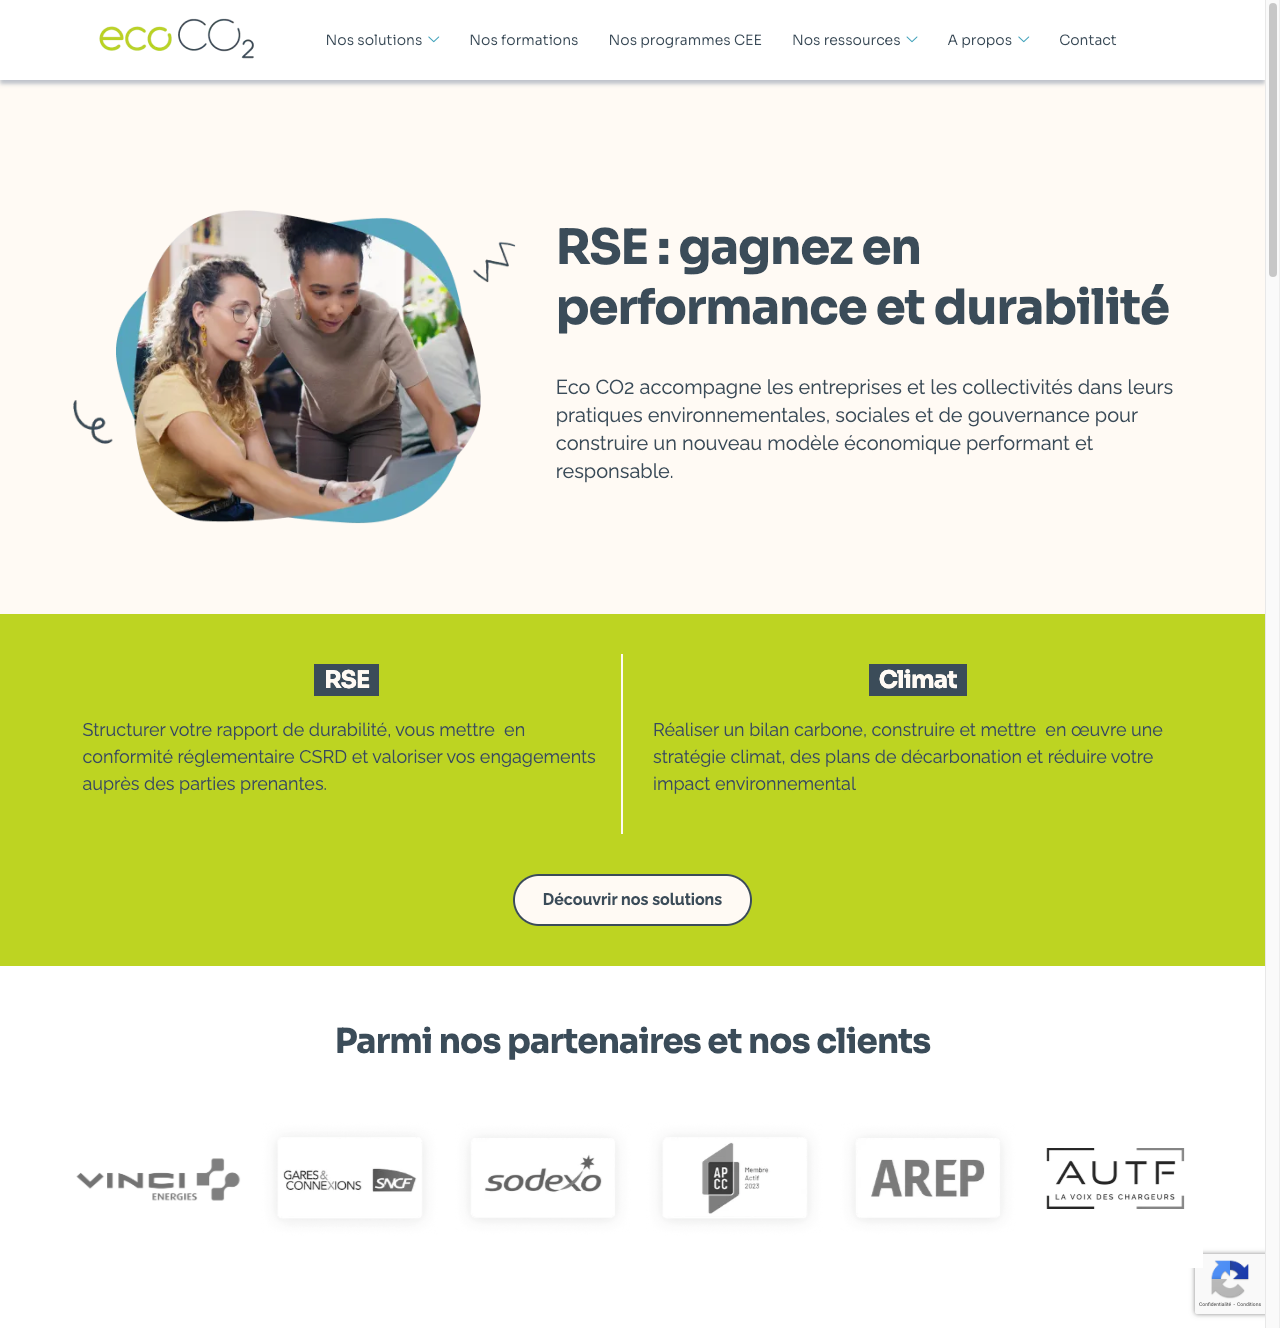 ecoCO2
Nos solutions
Nos formations
Nos programmes CEE
Nos ressources
A propos
Contact
RSE : gagnez en
performance et durabilité
Eco CO2 accompagne les entreprises et les collectivités dans leurs
pratiques environnementales, sociales et de gouvernance pour
construire un nouveau modèle économique performant et
responsable.
RSE
Structurer votre rapport de durabilité, vous mettre  en
conformité réglementaire CSRD et valoriser vos engagements
auprès des parties prenantes.
Climat
Réaliser un bilan carbone, construire et mettre  en œuvre une
stratégie climat, des plans de décarbonation et réduire votre
impact environnemental
Découvrir nos solutions
Parmi nos partenaires et nos clients
VINCI
ENERGIES
GARES &
CONNEXIONS
SNCF
sodexo
AP
CC
Membre
Actif
2023
AREP
AUTF
LA VOIX DES CHARGEURS
Confidentialité - Conditions